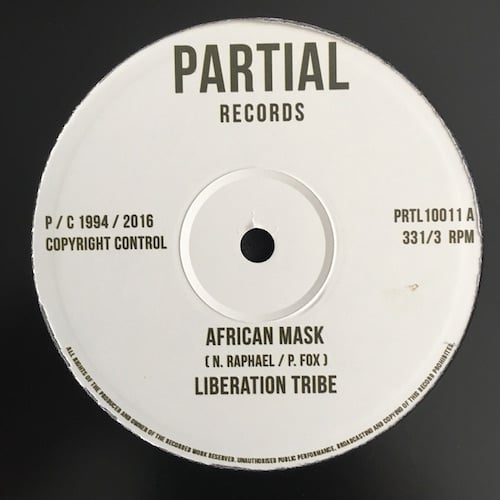 PARTIAL
RECORDS
P / C 1994 / 2016
COPYRIGHT CONTROL
PRTL10011 A
331/3 RPM
AFRICAN MASK
( N. RAPHAEL / P. FOX )
LIBERATION TRIBE
ALL RIGHTS OF THE PRODUCER AND OWNER OF THE RECORDED WORK RESERVED. UNAUTHORISED PUBLIC PERFORMANCE, BROADCASTING AND COPYING OF THIS RECORD PROHIBITED.